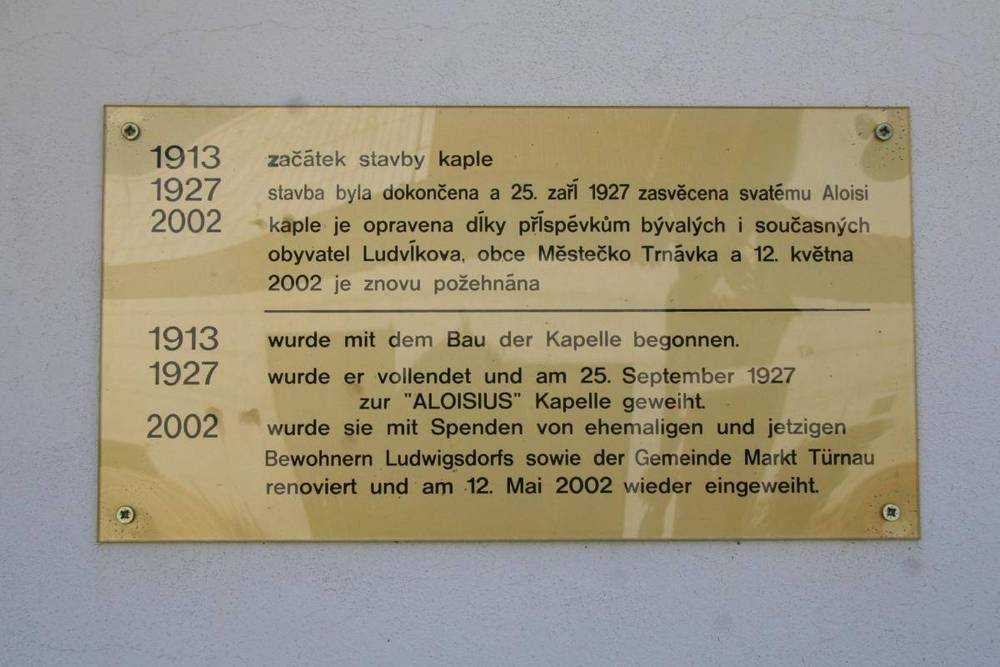 1913 začátek stavby kaple
1927 stavba byla dokončena a 25. zaří 1927 zasvěcena svatému Aloisi
2002 kaple je opravena díky příspévkům bývalých i současných
obyvatel Ludvíkova, obce Městečko Trnávka a 12. května
2002 je znovu požehnána
1913 wurde mit dem Bau der Kapelle begonnen.
1927 wurde er vollendet und am 25. September 1927
zur "ALOISIUS" Kapelle geweiht.
2002 wurde sie mit Spenden von ehemaligen und jetzigen
Bewohnern Ludwigsdorfs sowie der Gemeinde Markt Türnau
renoviert und am 12. Mai 2002 wieder eingeweiht.